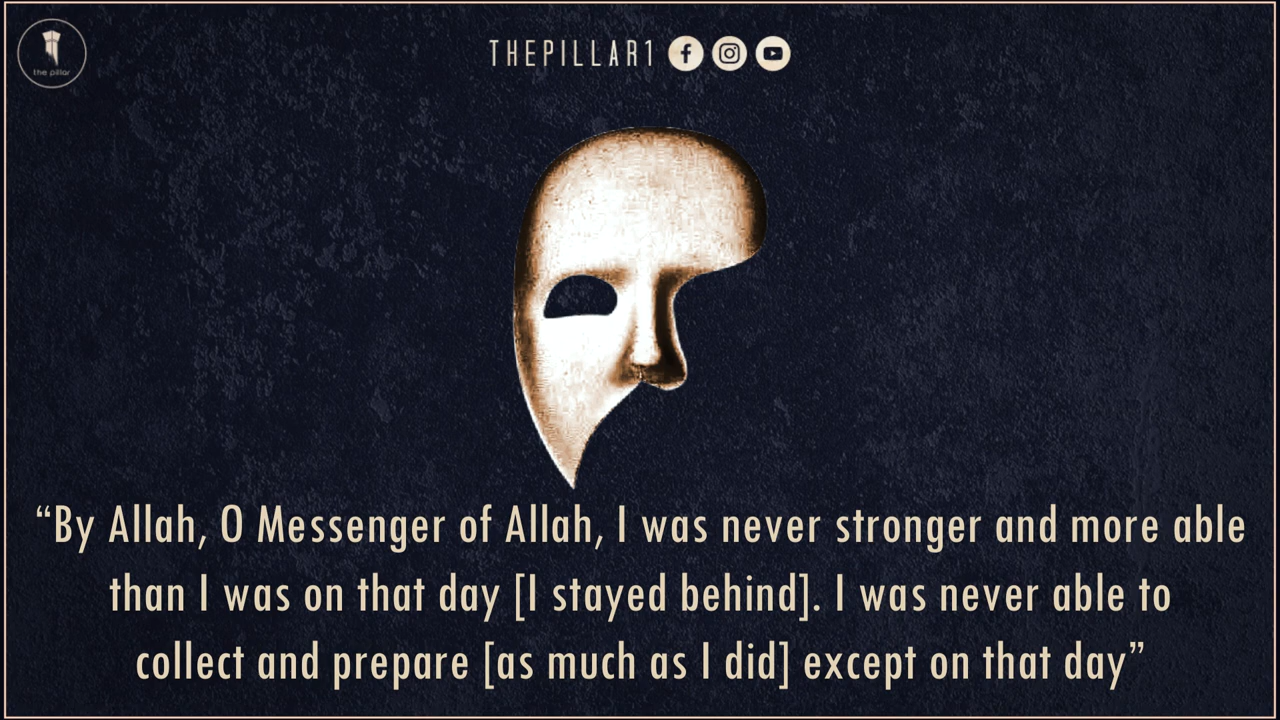 the pillar
THEPILLAR1
“By Allah, O Messenger of Allah, I was never stronger and more able
than I was on that day [I stayed behind]. I was never able to
collect and prepare [as much as I did] except on that day”